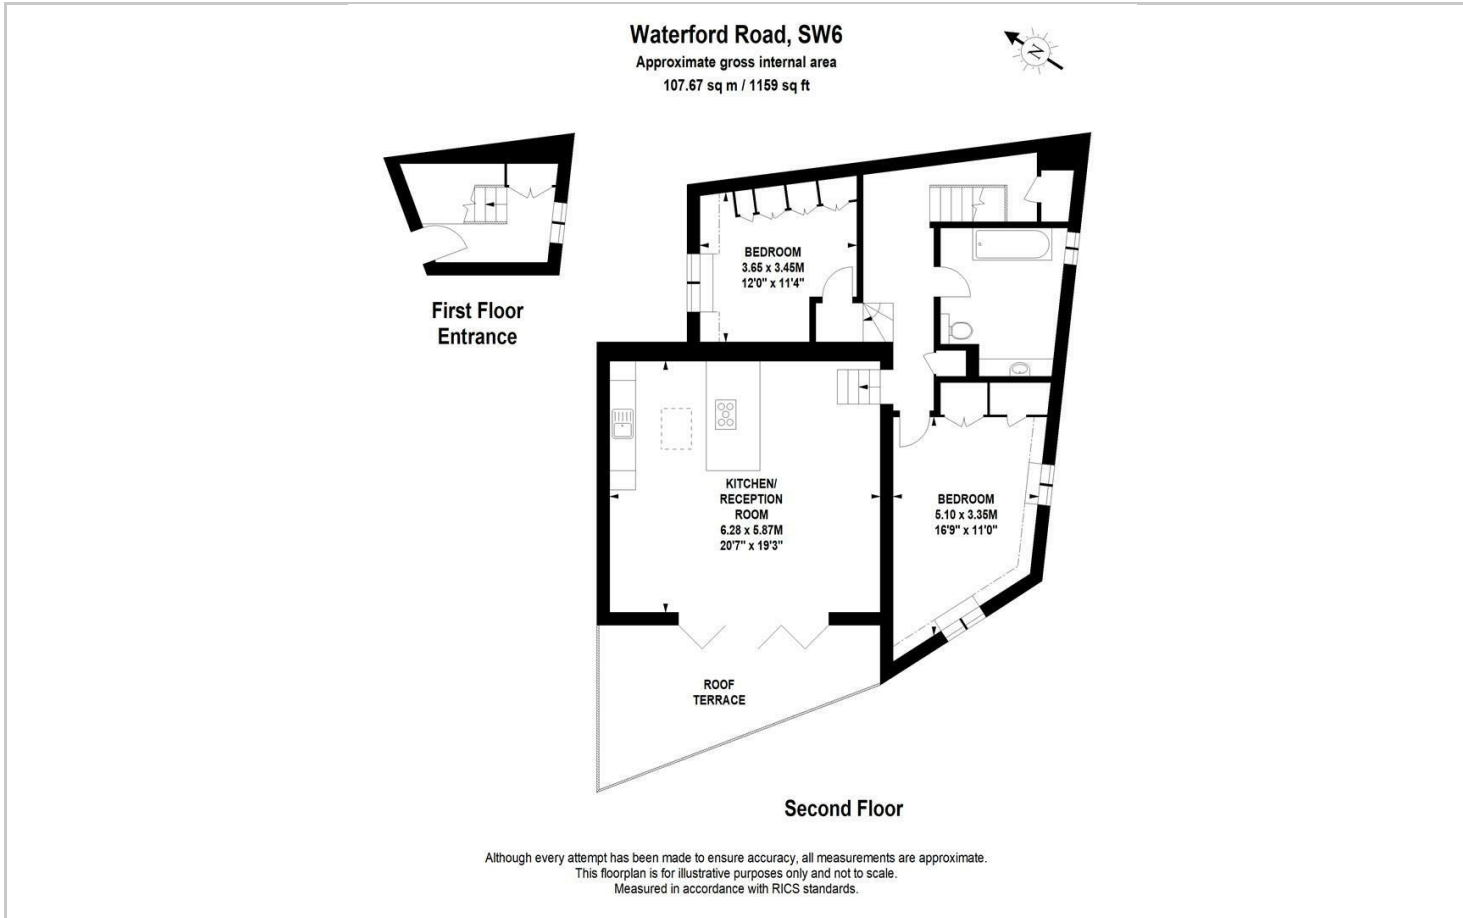 Waterford Road, SW6
Approximate gross internal area
107.67 sq m / 1159 sq ft
N
First Floor
Entrance
BEDROOM
3.65 x 3.45M
12'0" x 11'4"
KITCHEN/
RECEPTION
ROOM
6.28 x 5.87M
20'7" x 19'3"
BEDROOM
5.10 x 3.35M
16'9" x 11'0"
ROOF
TERRACE
Second Floor
Although every attempt has been made to ensure accuracy, all measurements are approximate.
This floorplan is for illustrative purposes only and not to scale.
Measured in accordance with RICS standards.